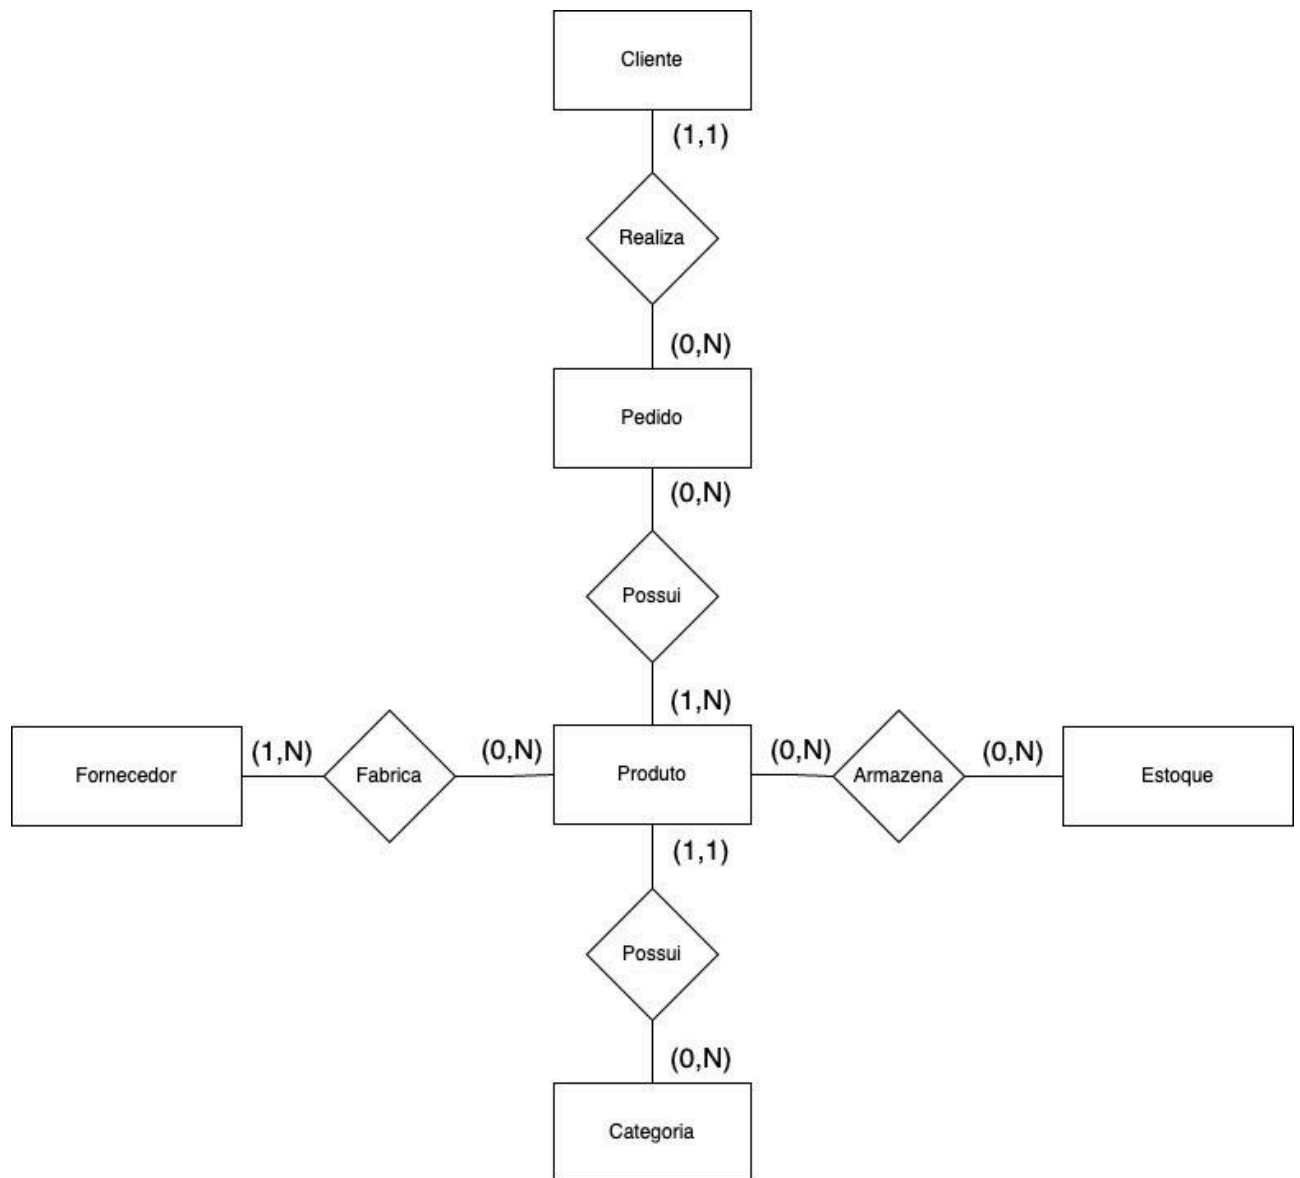 Cliente
(1,1)
Realiza
(0,N)
Pedido
(0,N)
Possui
(1,N)
Fornecedor
(1,N)
Fabrica
(0,N)
Produto
(0,N)
Armazena
(0,N)
Estoque
(1,1)
Possui
(0,N)
Categoria